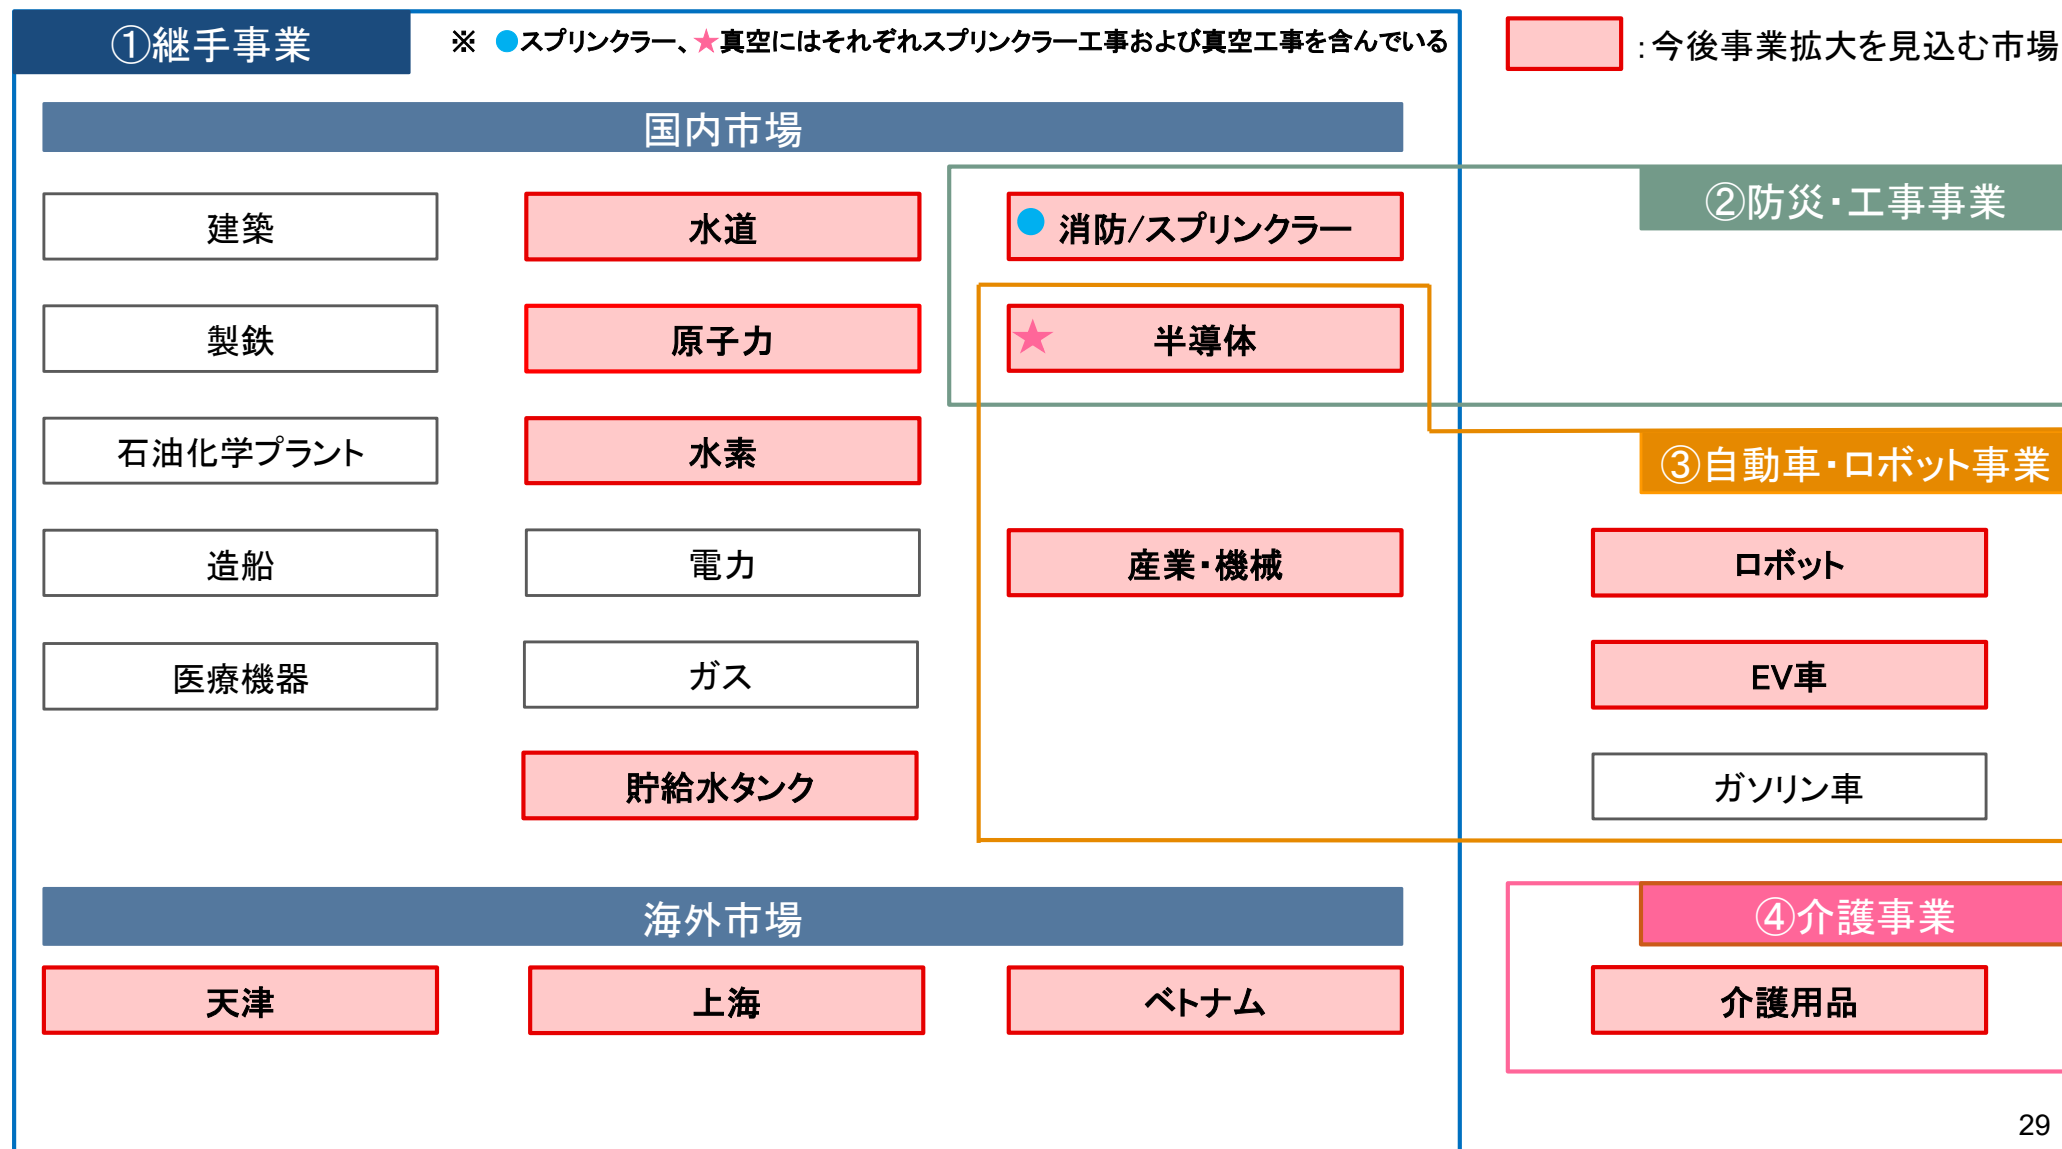 ①継手事業
※ ●スプリンクラー、★真空にはそれぞれスプリンクラー工事および真空工事を含んでいる
：今後事業拡大を見込む市場
国内市場
②防災・工事事業
建築
水道
●消防/スプリンクラー
製鉄
原子力
★ 半導体
石油化学プラント
水素
③自動車・ロボット事業
造船
電力
産業・機械
ロボット
医療機器
ガス
EV車
貯給水タンク
ガソリン車
海外市場
④介護事業
天津
上海
ベトナム
介護用品
29